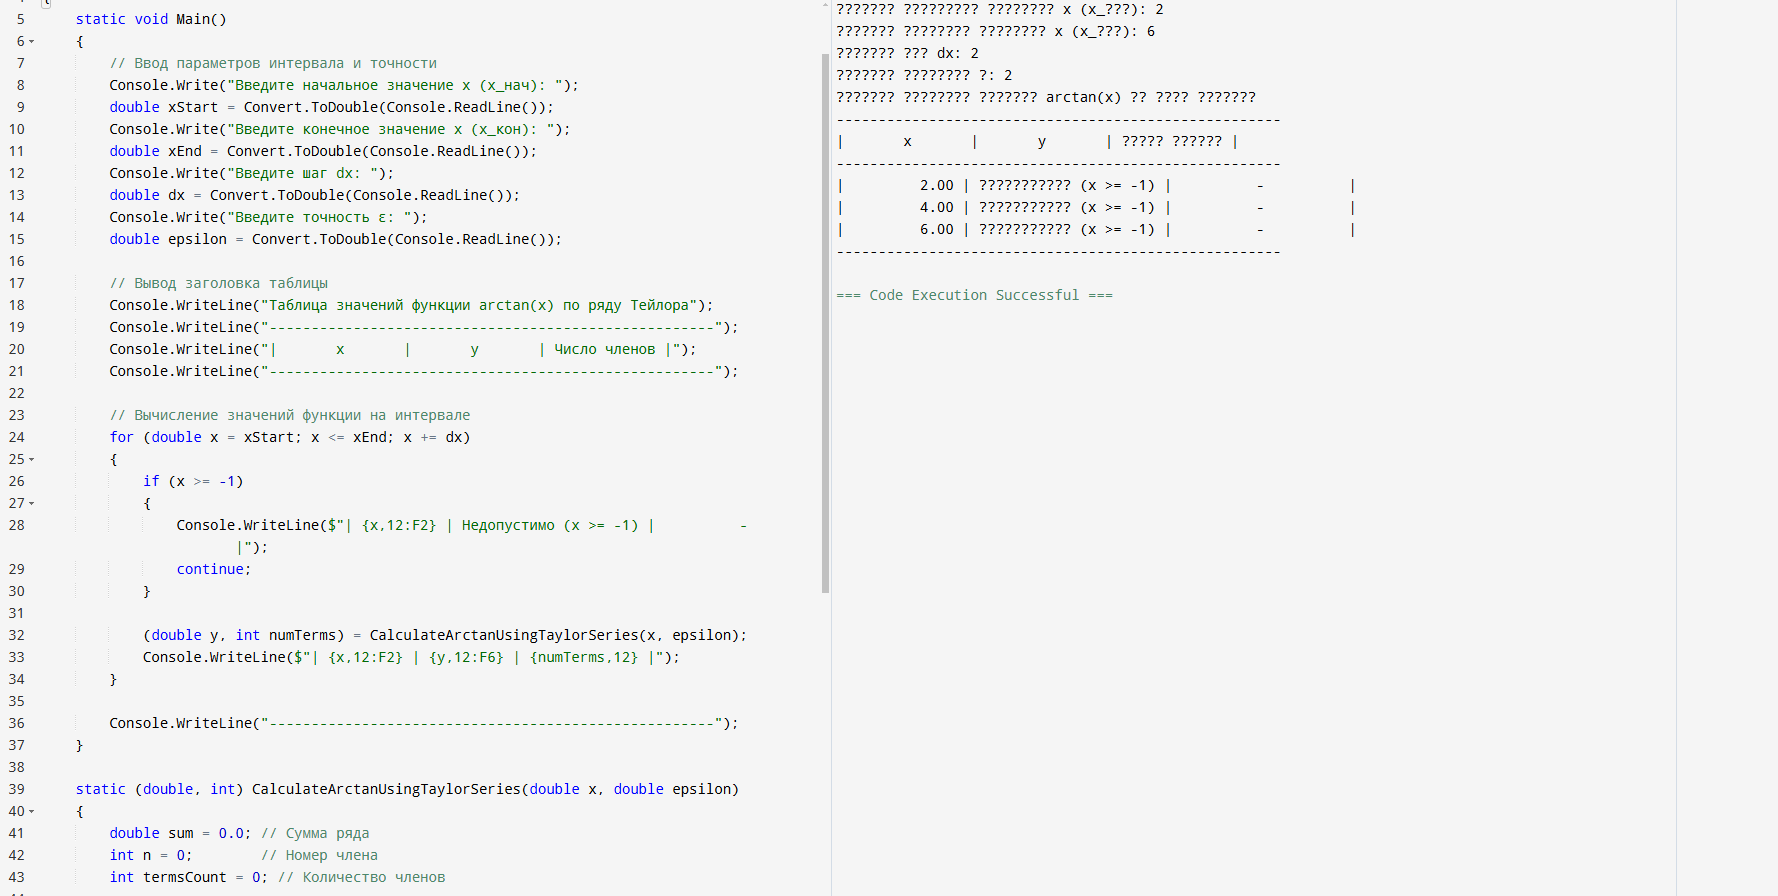 5 static void Main()
6 {
7 // Ввод параметров интервала и точности
8 Console.Write("Введите начальное значение x (x_нач): ");
9 double xStart = Convert.ToDouble(Console.ReadLine());
10 Console.Write("Введите конечное значение x (x_кон): ");
11 double xEnd = Convert.ToDouble(Console.ReadLine());
12 Console.Write("Введите шаг dx: ");
13 double dx = Convert.ToDouble(Console.ReadLine());
14 Console.Write("Введите точность ε: ");
15 double epsilon = Convert.ToDouble(Console.ReadLine());
16
17 // Вывод заголовка таблицы
18 Console.WriteLine("Таблица значений функции arctan(x) по ряду Тейлора");
19 Console.WriteLine("-----------------------------------------------------");
20 Console.WriteLine("|       x       |       y       | Число членов |");
21 Console.WriteLine("-----------------------------------------------------");
22
23 // Вычисление значений функции на интервале
24 for (double x = xStart; x <= xEnd; x += dx)
25 {
26 if (x >= -1)
27 {
28 Console.WriteLine($"| {x,12:F2} | Недопустимо (x >= -1) |          -
|");
29 continue;
30 }
31
32 (double y, int numTerms) = CalculateArctanUsingTaylorSeries(x, epsilon);
33 Console.WriteLine($"| {x,12:F2} | {y,12:F6} | {numTerms,12} |");
34 }
35
36 Console.WriteLine("-----------------------------------------------------");
37 }
38
39 static (double, int) CalculateArctanUsingTaylorSeries(double x, double epsilon)
40 {
41 double sum = 0.0; // Сумма ряда
42 int n = 0;        // Номер члена
43 int termsCount = 0; // Количество членов
??????? ????????? ???????? x (x_???): 2
??????? ???????? ???????? x (x_???): 6
??????? ??? dx: 2
??????? ???????? ?: 2
??????? ???????? ??????? arctan(x) ?? ???? ???????
-----------------------------------------------------
|       x       |       y       | ????? ?????? |
-----------------------------------------------------
|         2.00 | ??????????? (x >= -1) |          -          |
|         4.00 | ??????????? (x >= -1) |          -          |
|         6.00 | ??????????? (x >= -1) |          -          |
-----------------------------------------------------
=== Code Execution Successful ===